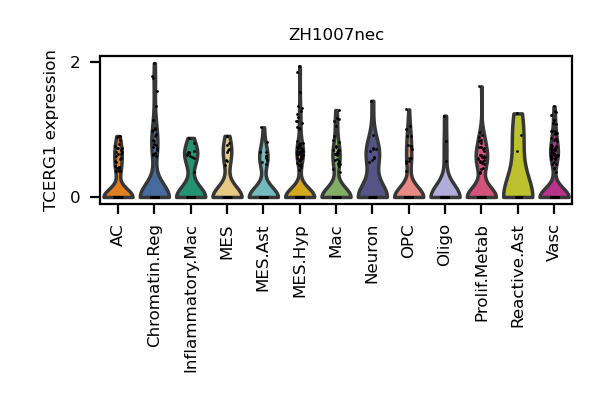 ZH1007nec
TCERG1 expression
2
0
AC
Chromatin.Reg
Inflammatory.Mac
MES
MES.Ast
MES.Hyp
Mac
Neuron
OPC
Oligo
Prolif.Metab
Reactive.Ast
Vasc